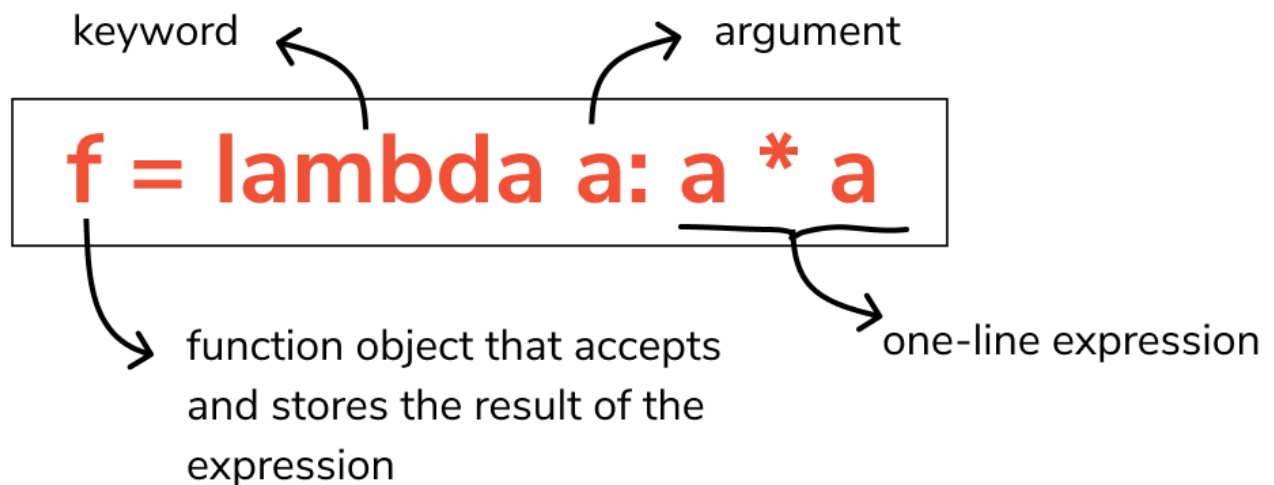 keyword
argument
f = lambda a: a * a
function object that accepts
and stores the result of the
expression
one-line expression